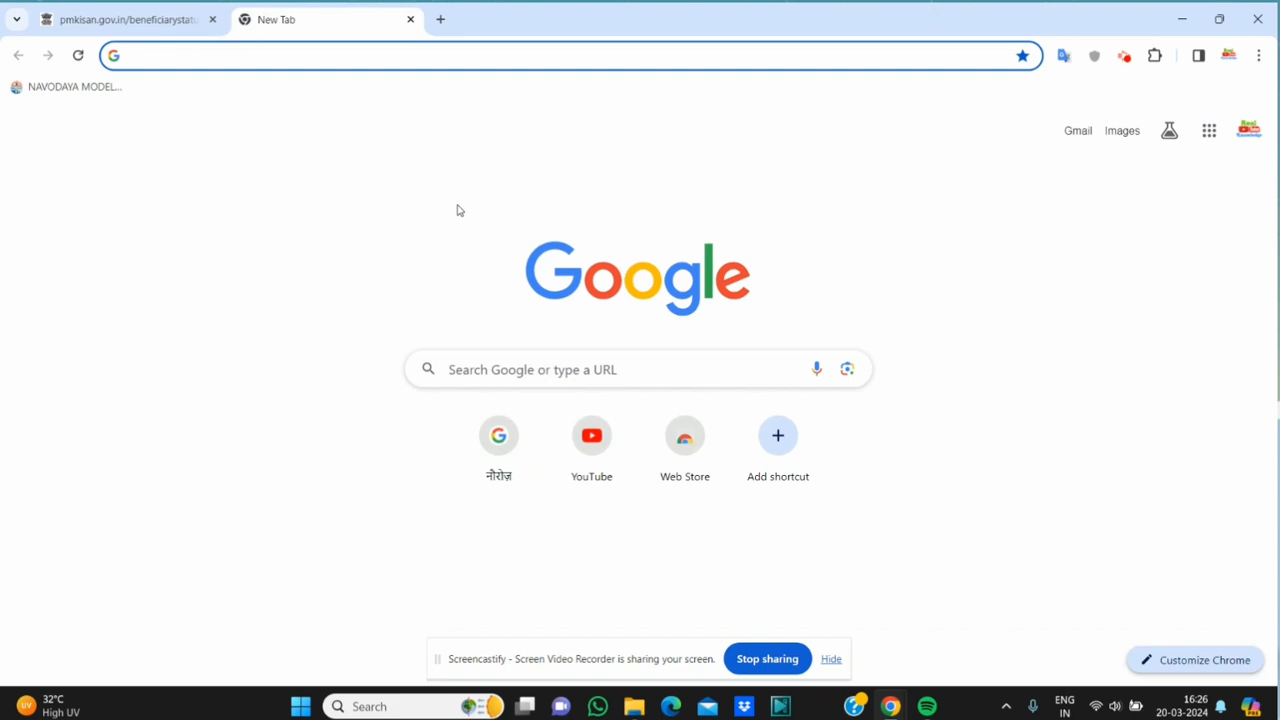 pmkisan.gov.in/beneficiarystatu
New Tab
NAVODAYA MODEL...
Gmail Images
Google
Search Google or type a URL
नौरोज़ YouTube Web Store Add shortcut
Screencastify - Screen Video Recorder is sharing your screen. Stop sharing Hide
Customize Chrome
32°C
High UV
Search
ENG
IN
16:26
20-03-2024